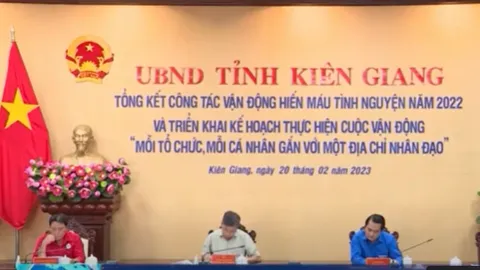 UBND TỈNH KIÊN GIANG
TỔNG KẾT CÔNG TÁC VẬN ĐỘNG HIẾN MÁU TÌNH NGUYỆN NĂM 2022
VÀ TRIỂN KHAI KẾ HOẠCH THỰC HIỆN CUỘC VẬN ĐỘNG
"MỖI TỔ CHỨC, MỖI CÁ NHÂN GẮN VỚI MỘT ĐỊA CHỈ NHÂN ĐẠO"
Kiên Giang, ngày 20 tháng 02 năm 2023